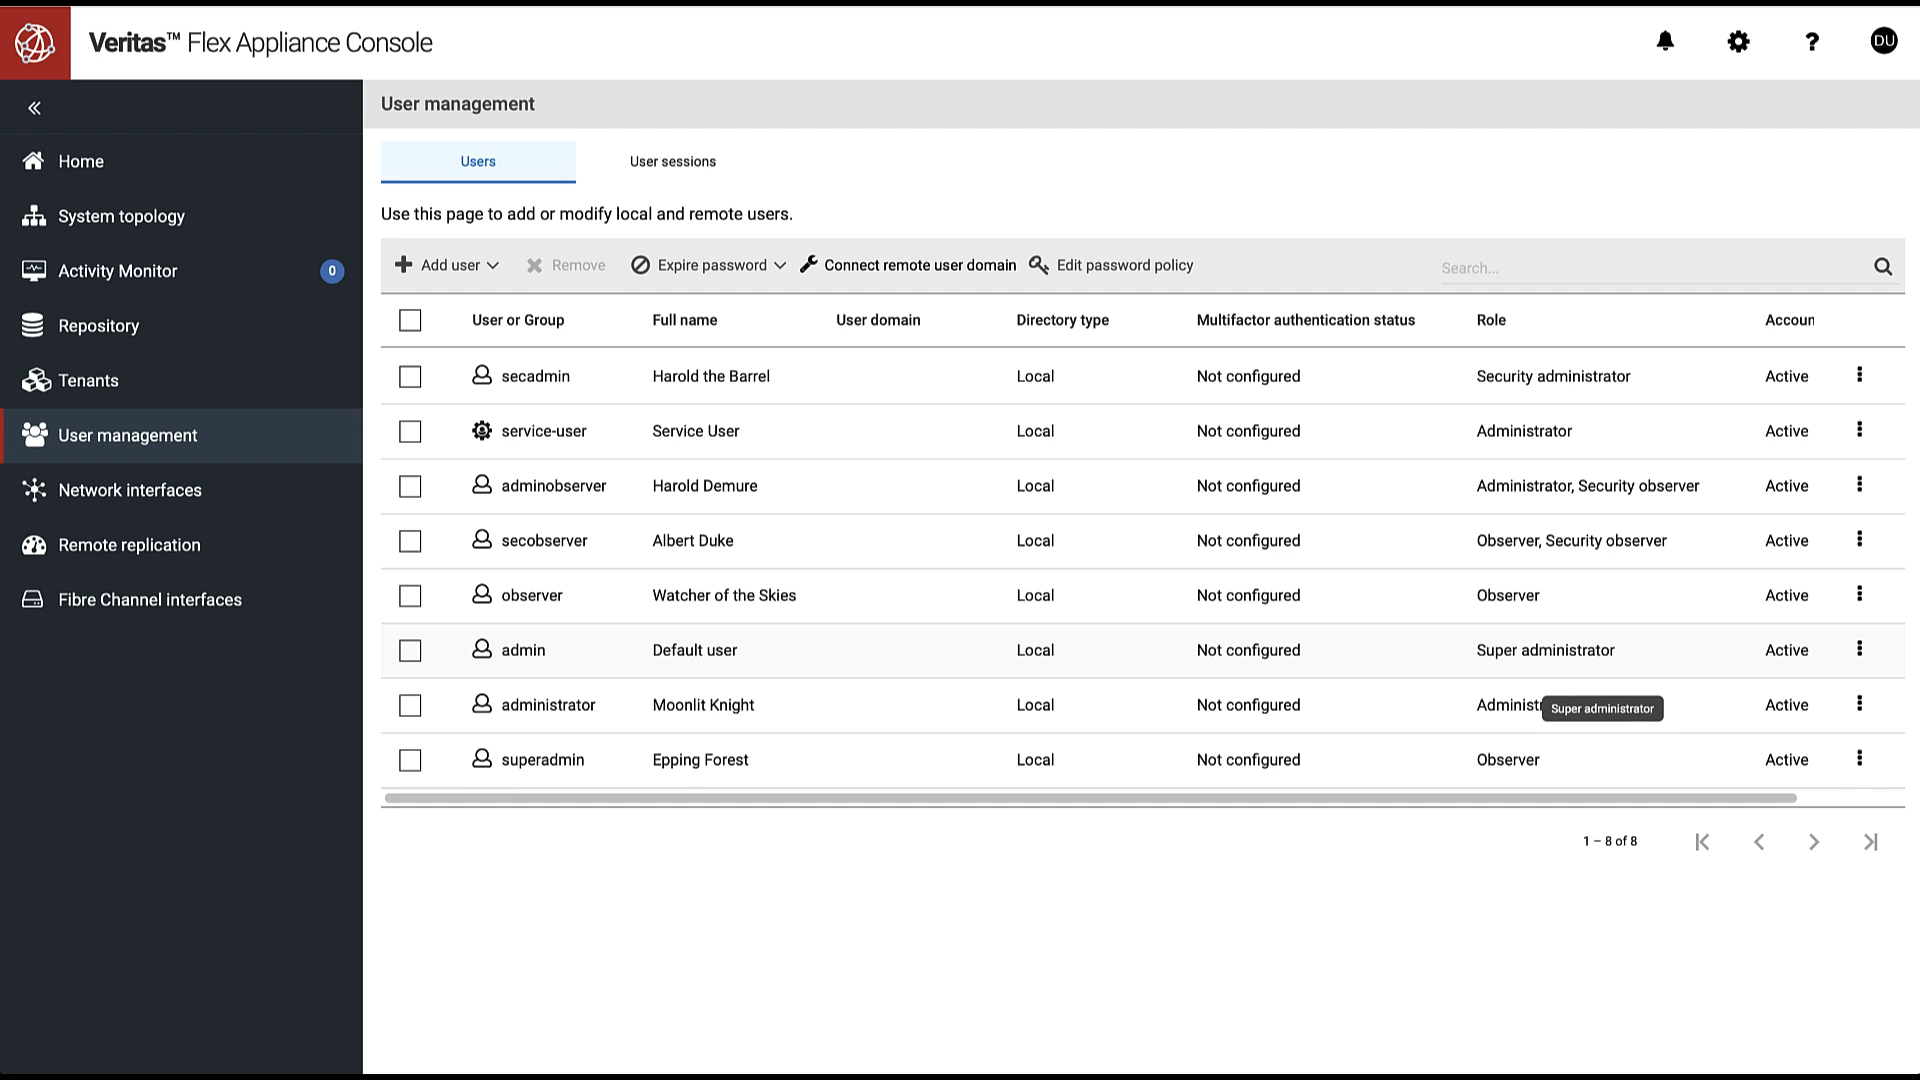 Veritas™ Flex Appliance Console
DU
Home
System topology
Activity Monitor 0
Repository
Tenants
User management
Network interfaces
Remote replication
Fibre Channel interfaces
User management
Users User sessions
Use this page to add or modify local and remote users.
Add user Remove Expire password Connect remote user domain Edit password policy Search...
User or Group Full name User domain Directory type Multifactor authentication status Role Accoun
secadmin Harold the Barrel Local Not configured Security administrator Active
service-user Service User Local Not configured Administrator Active
adminobserver Harold Demure Local Not configured Administrator, Security observer Active
secobserver Albert Duke Local Not configured Observer, Security observer Active
observer Watcher of the Skies Local Not configured Observer Active
admin Default user Local Not configured Super administrator Active
administrator Moonlit Knight Local Not configured Administ Super administrator Active
superadmin Epping Forest Local Not configured Observer Active
1 – 8 of 8